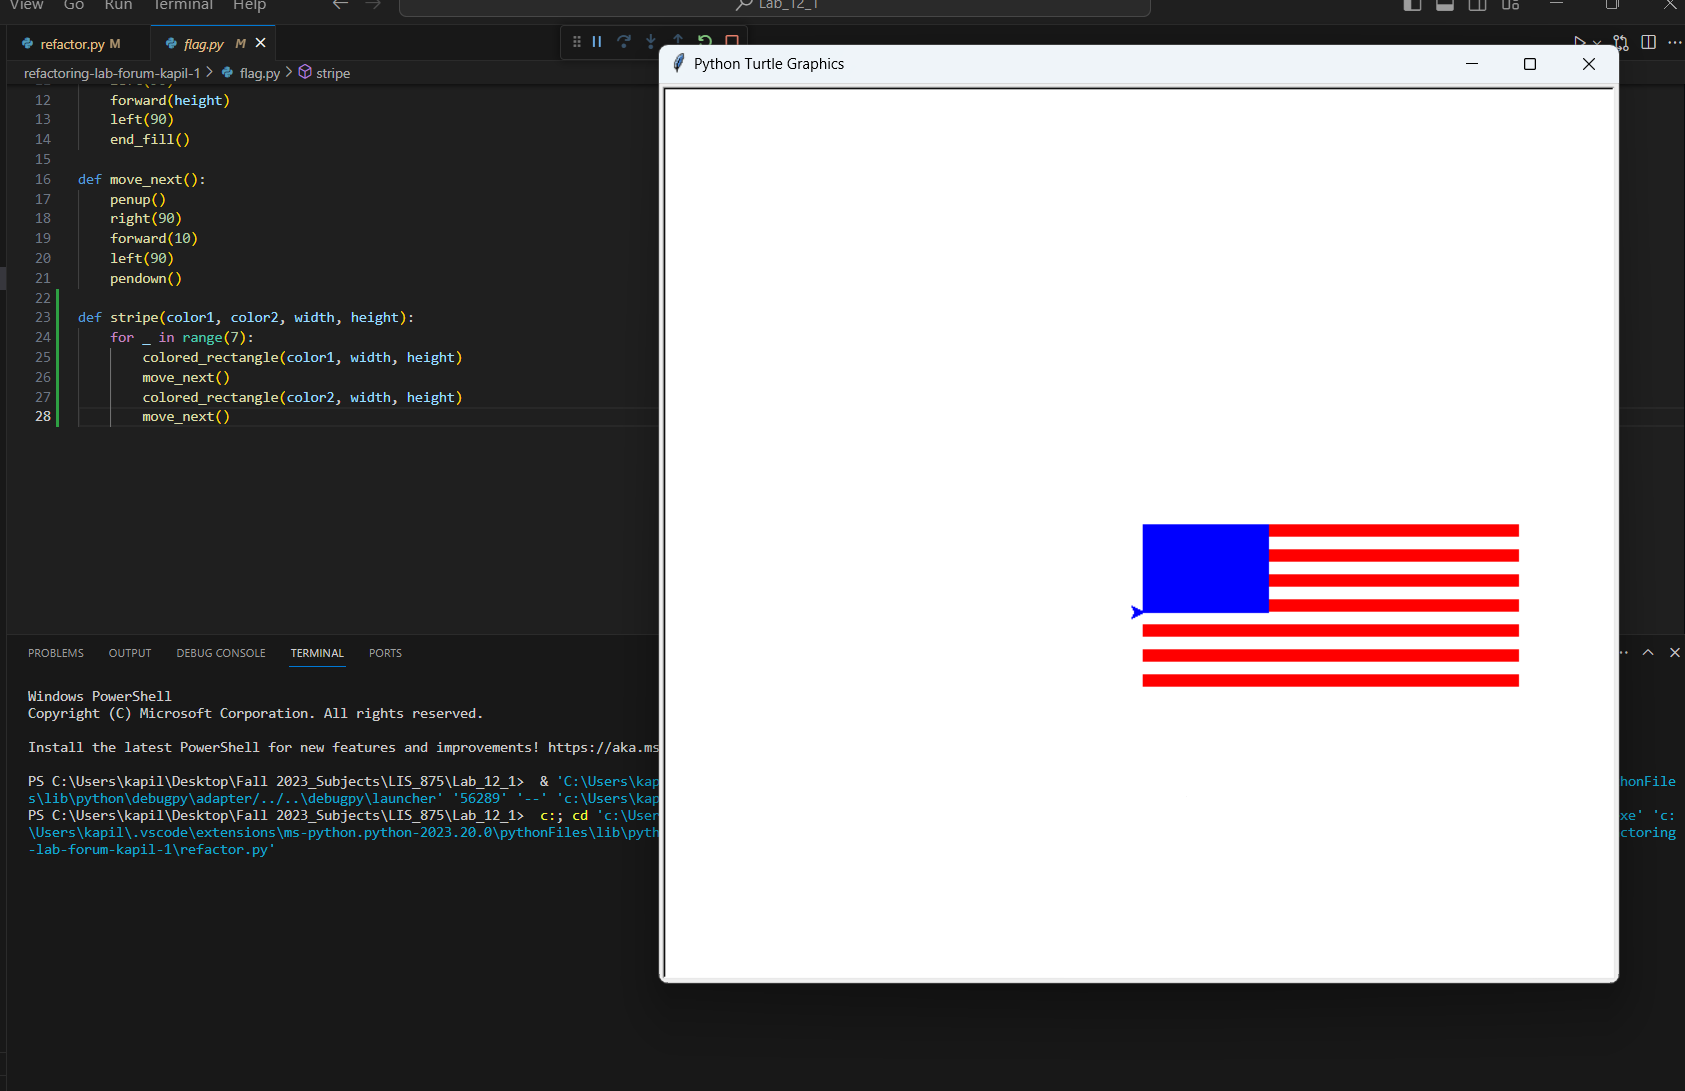 View Go Run Terminal Help
Lab_12_1
refactor.py M
flag.py M
refactoring-lab-forum-kapil-1 > flag.py > stripe
12 forward(height)
13 left(90)
14 end_fill()
15
16 def move_next():
17 penup()
18 right(90)
19 forward(10)
20 left(90)
21 pendown()
22
23 def stripe(color1, color2, width, height):
24 for _ in range(7):
25 colored_rectangle(color1, width, height)
26 move_next()
27 colored_rectangle(color2, width, height)
28 move_next()
Python Turtle Graphics
PROBLEMS OUTPUT DEBUG CONSOLE TERMINAL PORTS
Windows PowerShell
Copyright (C) Microsoft Corporation. All rights reserved.
Install the latest PowerShell for new features and improvements! https://aka.ms
PS C:\Users\kapil\Desktop\Fall 2023_Subjects\LIS_875\Lab_12_1> & 'C:\Users\kap honFile
s\lib\python\debugpy\adapter/../..\debugpy\launcher' '56289' '--' 'c:\Users\kap
PS C:\Users\kapil\Desktop\Fall 2023_Subjects\LIS_875\Lab_12_1> c:; cd 'c:\User xe' 'c:
\Users\kapil\.vscode\extensions\ms-python.python-2023.20.0\pythonFiles\lib\pyth ctoring
-lab-forum-kapil-1\refactor.py'